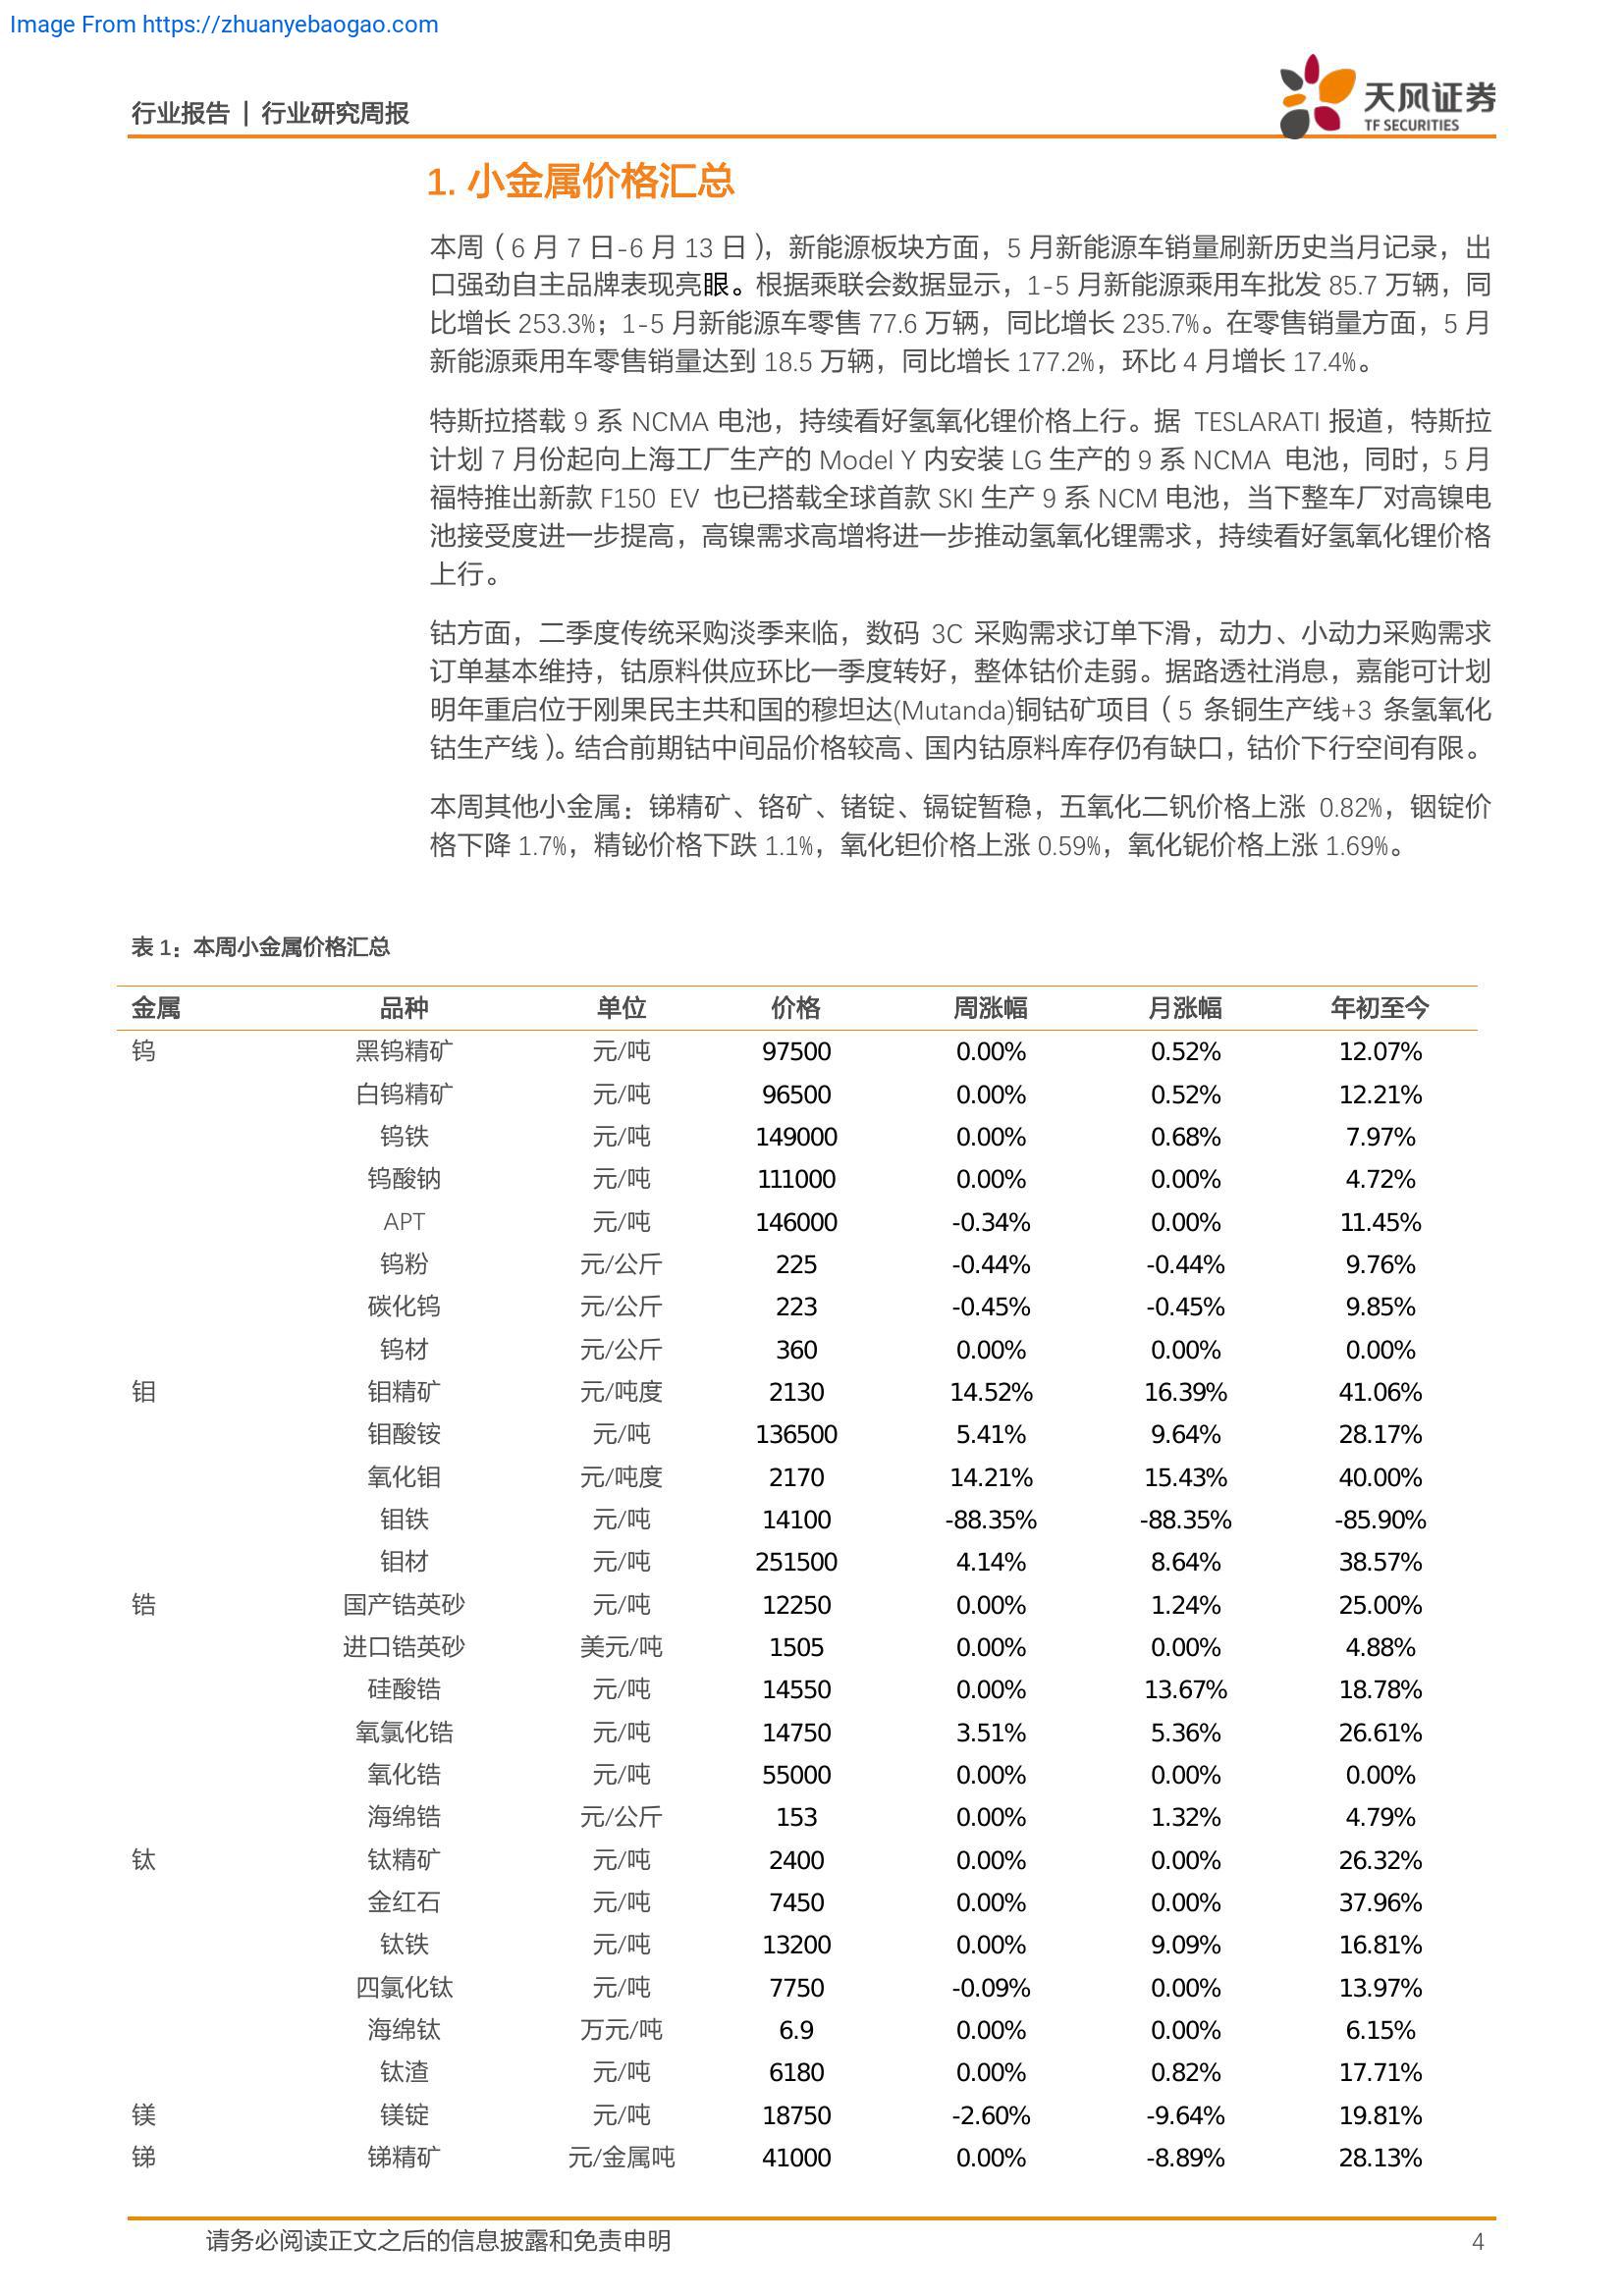 Image From https://zhuanyebaogao.com
行业报告 | 行业研究周报
天风证券
TF SECURITIES
1. 小金属价格汇总
本周（6 月 7 日-6 月 13 日），新能源板块方面，5 月新能源车销量刷新历史当月记录，出
口强劲自主品牌表现亮眼。根据乘联会数据显示，1-5 月新能源乘用车批发 85.7 万辆，同
比增长 253.3%；1-5 月新能源车零售 77.6 万辆，同比增长 235.7%。在零售销量方面，5 月
新能源乘用车零售销量达到 18.5 万辆，同比增长 177.2%，环比 4 月增长 17.4%。
特斯拉搭载 9 系 NCMA 电池，持续看好氢氧化锂价格上行。据 TESLARATI 报道，特斯拉
计划 7 月份起向上海工厂生产的 Model Y 内安装 LG 生产的 9 系 NCMA 电池，同时，5 月
福特推出新款 F150 EV 也已搭载全球首款 SKI 生产 9 系 NCM 电池，当下整车厂对高镍电
池接受度进一步提高，高镍需求高增将进一步推动氢氧化锂需求，持续看好氢氧化锂价格
上行。
钴方面，二季度传统采购淡季来临，数码 3C 采购需求订单下滑，动力、小动力采购需求
订单基本维持，钴原料供应环比一季度转好，整体钴价走弱。据路透社消息，嘉能可计划
明年重启位于刚果民主共和国的穆坦达(Mutanda)铜钴矿项目（5 条铜生产线+3 条氢氧化
钴生产线）。结合前期钴中间品价格较高、国内钴原料库存仍有缺口，钴价下行空间有限。
本周其他小金属：锑精矿、铬矿、锗锭、镉锭暂稳，五氧化二钒价格上涨 0.82%，铟锭价
格下降 1.7%，精铋价格下跌 1.1%，氧化钽价格上涨 0.59%，氧化铌价格上涨 1.69%。
表 1：本周小金属价格汇总
金属 品种 单位 价格 周涨幅 月涨幅 年初至今
钨 黑钨精矿 元/吨 97500 0.00% 0.52% 12.07%
白钨精矿 元/吨 96500 0.00% 0.52% 12.21%
钨铁 元/吨 149000 0.00% 0.68% 7.97%
钨酸钠 元/吨 111000 0.00% 0.00% 4.72%
APT 元/吨 146000 -0.34% 0.00% 11.45%
钨粉 元/公斤 225 -0.44% -0.44% 9.76%
碳化钨 元/公斤 223 -0.45% -0.45% 9.85%
钨材 元/公斤 360 0.00% 0.00% 0.00%
钼 钼精矿 元/吨度 2130 14.52% 16.39% 41.06%
钼酸铵 元/吨 136500 5.41% 9.64% 28.17%
氧化钼 元/吨度 2170 14.21% 15.43% 40.00%
钼铁 元/吨 14100 -88.35% -88.35% -85.90%
钼材 元/吨 251500 4.14% 8.64% 38.57%
锆 国产锆英砂 元/吨 12250 0.00% 1.24% 25.00%
进口锆英砂 美元/吨 1505 0.00% 0.00% 4.88%
硅酸锆 元/吨 14550 0.00% 13.67% 18.78%
氧氯化锆 元/吨 14750 3.51% 5.36% 26.61%
氧化锆 元/吨 55000 0.00% 0.00% 0.00%
海绵锆 元/公斤 153 0.00% 1.32% 4.79%
钛 钛精矿 元/吨 2400 0.00% 0.00% 26.32%
金红石 元/吨 7450 0.00% 0.00% 37.96%
钛铁 元/吨 13200 0.00% 9.09% 16.81%
四氯化钛 元/吨 7750 -0.09% 0.00% 13.97%
海绵钛 万元/吨 6.9 0.00% 0.00% 6.15%
钛渣 元/吨 6180 0.00% 0.82% 17.71%
镁 镁锭 元/吨 18750 -2.60% -9.64% 19.81%
锑 锑精矿 元/金属吨 41000 0.00% -8.89% 28.13%
请务必阅读正文之后的信息披露和免责申明 4